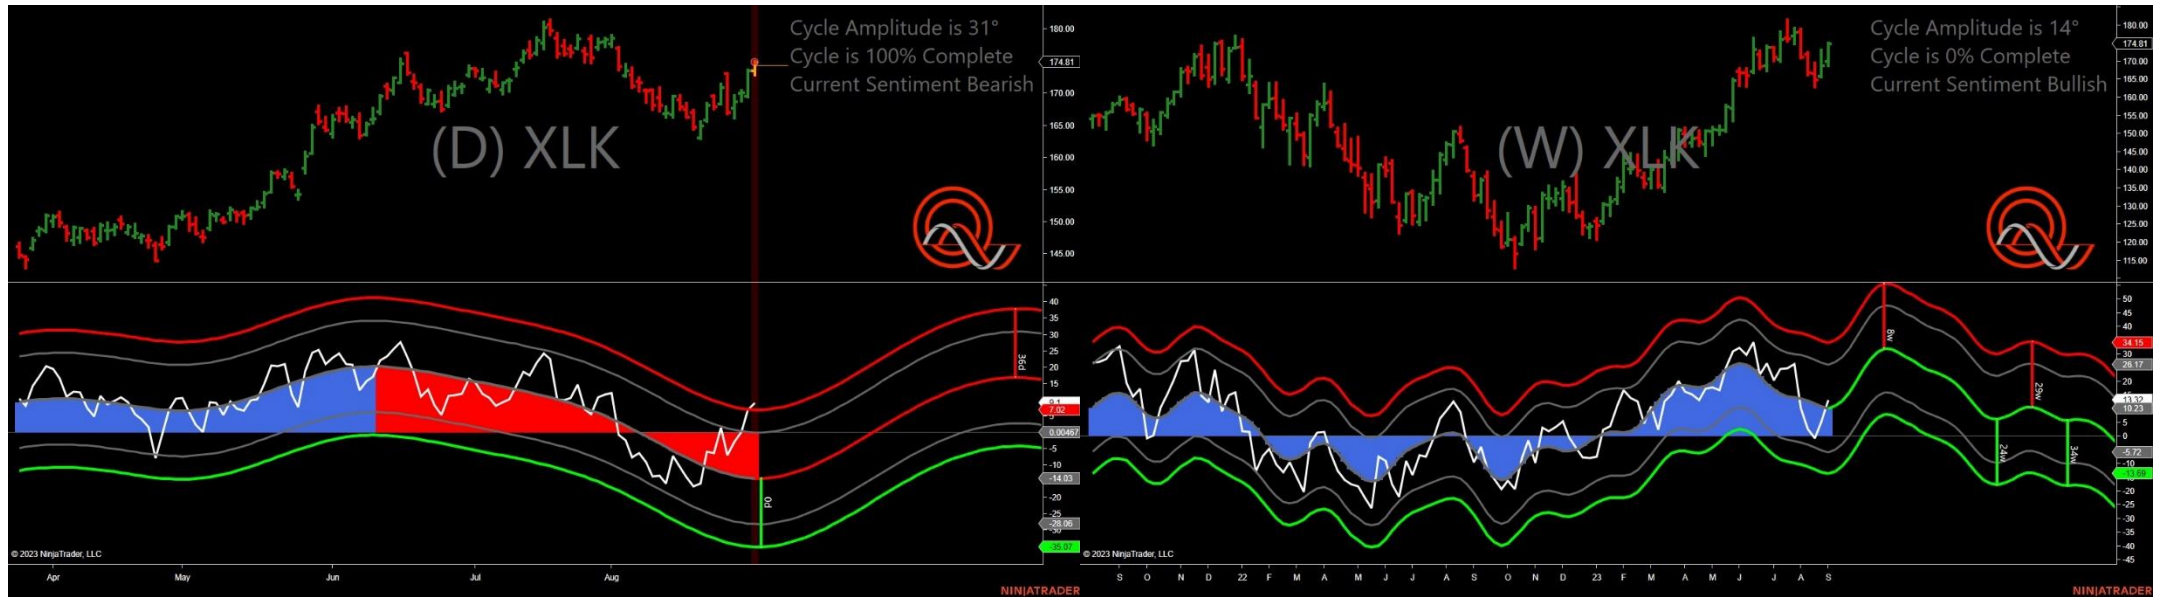 Cycle Amplitude is 31°
Cycle is 100% Complete
Current Sentiment Bearish
(D) XLK
180.00
174.81
170.00
165.00
160.00
155.00
150.00
145.00
40
35
30
25
20
15
9.1
7.02
0.00467
-5
-10
-14.03
-20
-25
-28.06
-35.07
36d
0d
© 2023 NinjaTrader, LLC
Apr May Jun Jul Aug
NINJATRADER
Cycle Amplitude is 14°
Cycle is 0% Complete
Current Sentiment Bullish
(W) XLK
180.00
174.81
170.00
165.00
160.00
155.00
150.00
145.00
140.00
135.00
130.00
125.00
120.00
115.00
50
45
40
34.15
30
26.17
20
13.32
10.23
5
0
-5.72
-10
-13.69
-20
-25
-30
-35
-40
-45
8w
29w
24w
34w
© 2023 NinjaTrader, LLC
S O N D 22 F M A M J J A S O N D 23 F M A M J J A S
NINJATRADER